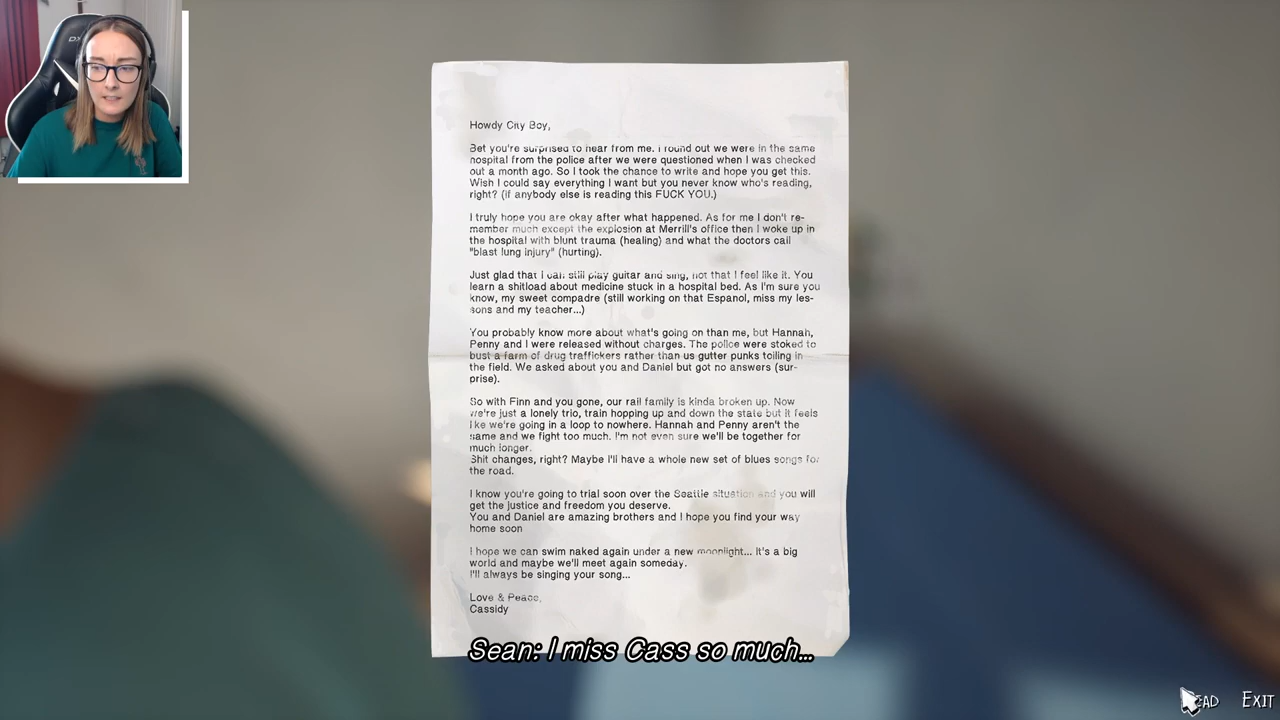 Howdy City Boy,
Bet you're surprised to hear from me. I found out we were in the same
hospital from the police after we were questioned when I was checked
out a month ago. So I took the chance to write and hope you get this.
Wish I could say everything I want but you never know who's reading,
right? (if anybody else is reading this FUCK YOU.)
I truly hope you are okay after what happened. As for me I don't re-
member much except the explosion at Merrill's office then I woke up in
the hospital with blunt trauma (healing) and what the doctors call
"blast lung injury" (hurting).
Just glad that I can still play guitar and sing, not that I feel like it. You
learn a shitload about medicine stuck in a hospital bed. As I'm sure you
know, my sweet compadre (still working on that Espanol, miss my les-
sons and my teacher...)
You probably know more about what's going on than me, but Hannah,
Penny and I were released without charges. The police were stoked to
bust a farm of drug traffickers rather than us gutter punks toiling in
the field. We asked about you and Daniel but got no answers (sur-
prise).
So with Finn and you gone, our rail family is kinda broken up. Now
we're just a lonely trio, train hopping up and down the state but it feels
like we're going in a loop to nowhere. Hannah and Penny aren't the
same and we fight too much. I'm not even sure we'll be together for
much longer.
Shit changes, right? Maybe I'll have a whole new set of blues songs for
the road.
I know you're going to trial soon over the Seattle situation and you will
get the justice and freedom you deserve.
You and Daniel are amazing brothers and I hope you find your way
home soon
I hope we can swim naked again under a new moonlight... It's a big
world and maybe we'll meet again someday.
I'll always be singing your song...
Love & Peace,
Cassidy
Sean: I miss Cass so much...
EXIT